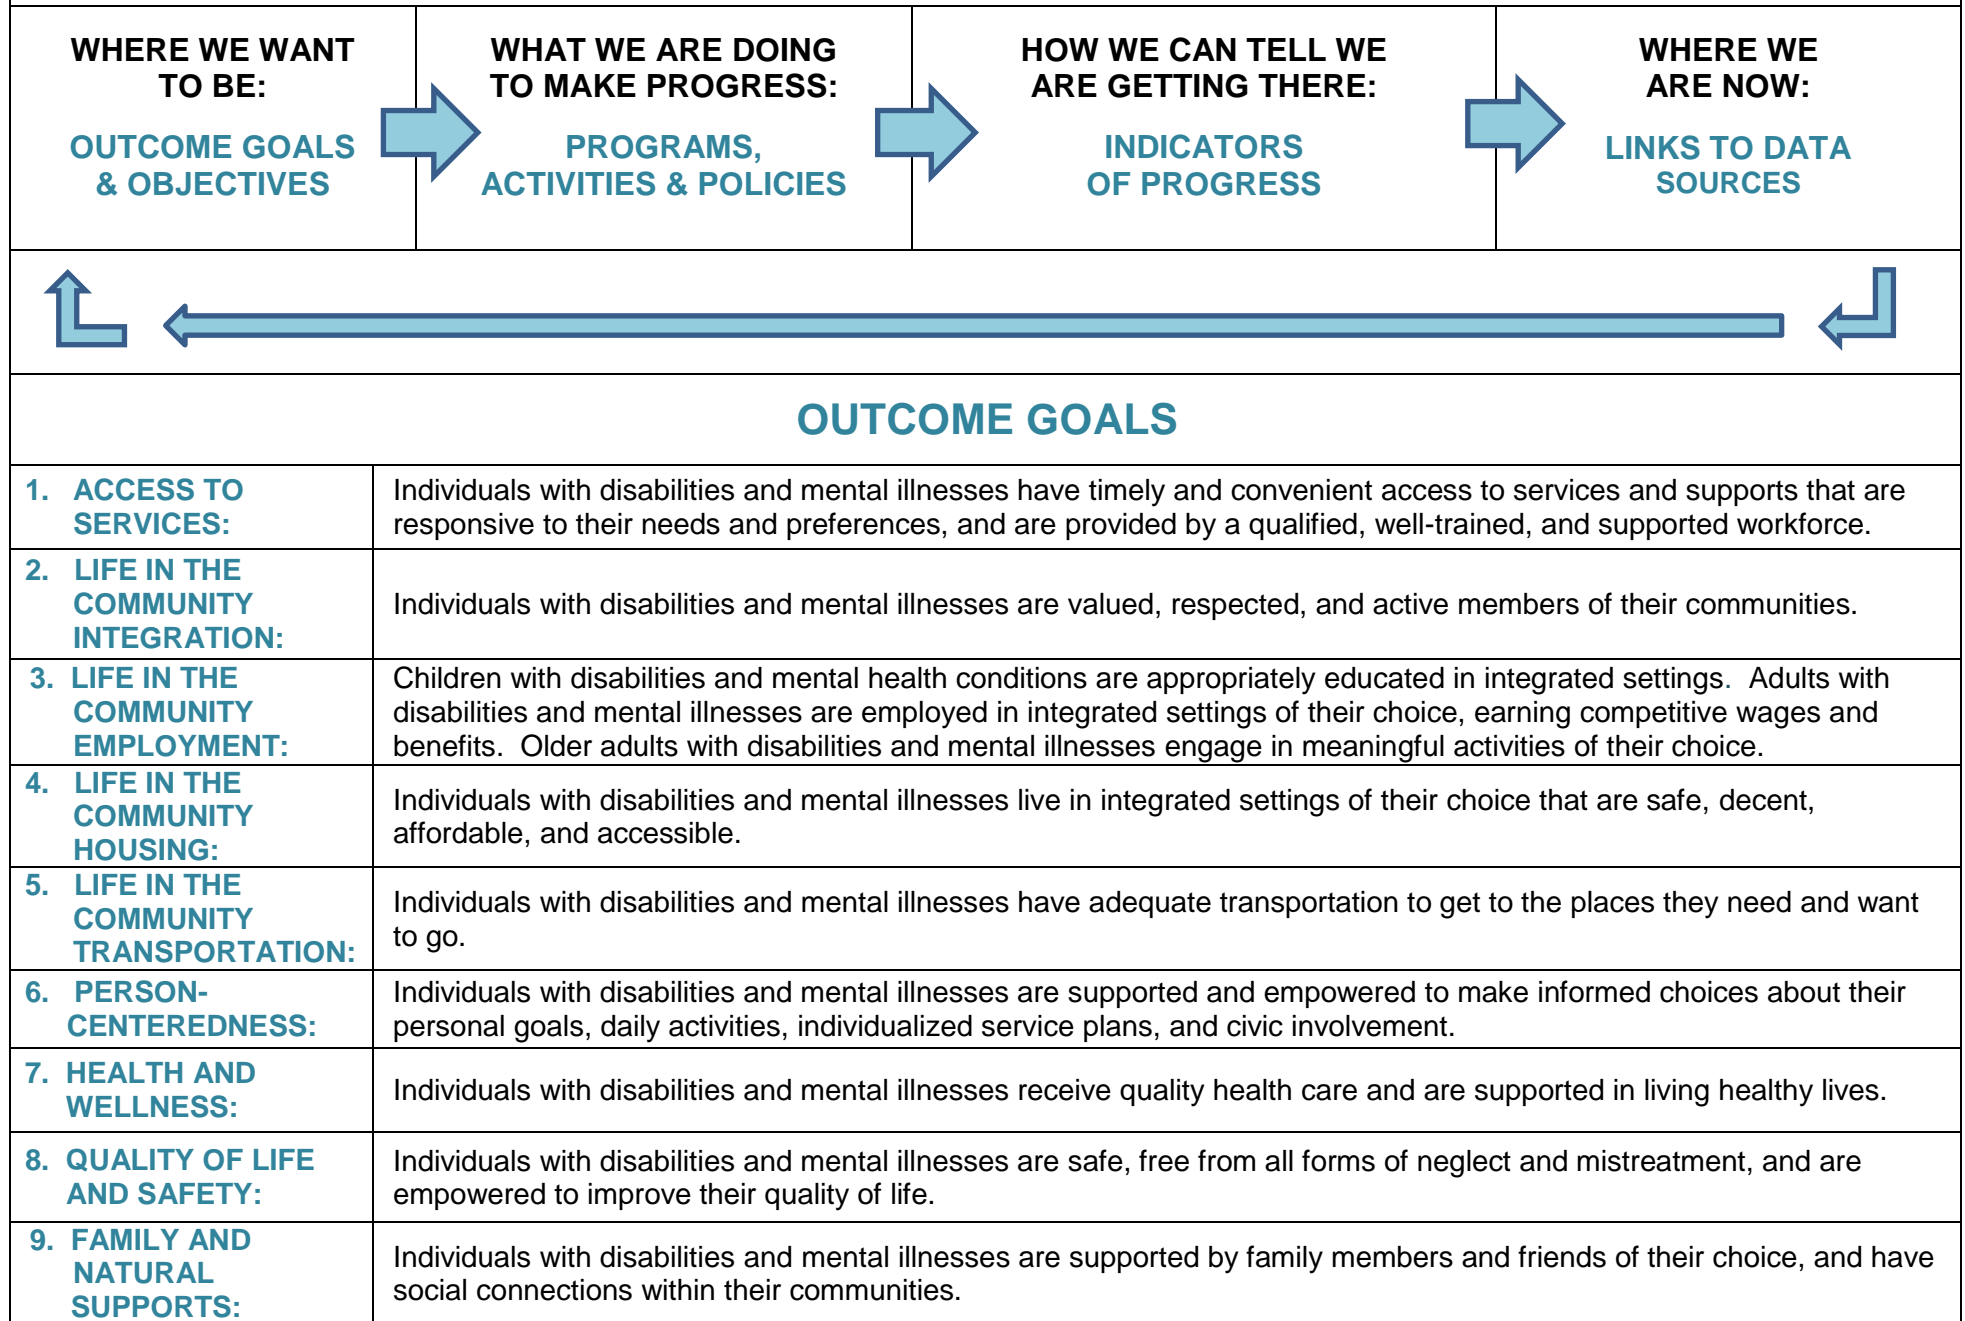 WHERE WE WANT
TO BE:
OUTCOME GOALS
& OBJECTIVES
WHAT WE ARE DOING
TO MAKE PROGRESS:
PROGRAMS,
ACTIVITIES & POLICIES
HOW WE CAN TELL WE
ARE GETTING THERE:
INDICATORS
OF PROGRESS
WHERE WE
ARE NOW:
LINKS TO DATA
SOURCES
OUTCOME GOALS
1. ACCESS TO
SERVICES:
Individuals with disabilities and mental illnesses have timely and convenient access to services and supports that are
responsive to their needs and preferences, and are provided by a qualified, well-trained, and supported workforce.
2. LIFE IN THE
COMMUNITY
INTEGRATION:
Individuals with disabilities and mental illnesses are valued, respected, and active members of their communities.
3. LIFE IN THE
COMMUNITY
EMPLOYMENT:
Children with disabilities and mental health conditions are appropriately educated in integrated settings. Adults with
disabilities and mental illnesses are employed in integrated settings of their choice, earning competitive wages and
benefits. Older adults with disabilities and mental illnesses engage in meaningful activities of their choice.
4. LIFE IN THE
COMMUNITY
HOUSING:
Individuals with disabilities and mental illnesses live in integrated settings of their choice that are safe, decent,
affordable, and accessible.
5. LIFE IN THE
COMMUNITY
TRANSPORTATION:
Individuals with disabilities and mental illnesses have adequate transportation to get to the places they need and want
to go.
6. PERSON-
CENTEREDNESS:
Individuals with disabilities and mental illnesses are supported and empowered to make informed choices about their
personal goals, daily activities, individualized service plans, and civic involvement.
7. HEALTH AND
WELLNESS:
Individuals with disabilities and mental illnesses receive quality health care and are supported in living healthy lives.
8. QUALITY OF LIFE
AND SAFETY:
Individuals with disabilities and mental illnesses are safe, free from all forms of neglect and mistreatment, and are
empowered to improve their quality of life.
9. FAMILY AND
NATURAL
SUPPORTS:
Individuals with disabilities and mental illnesses are supported by family members and friends of their choice, and have
social connections within their communities.